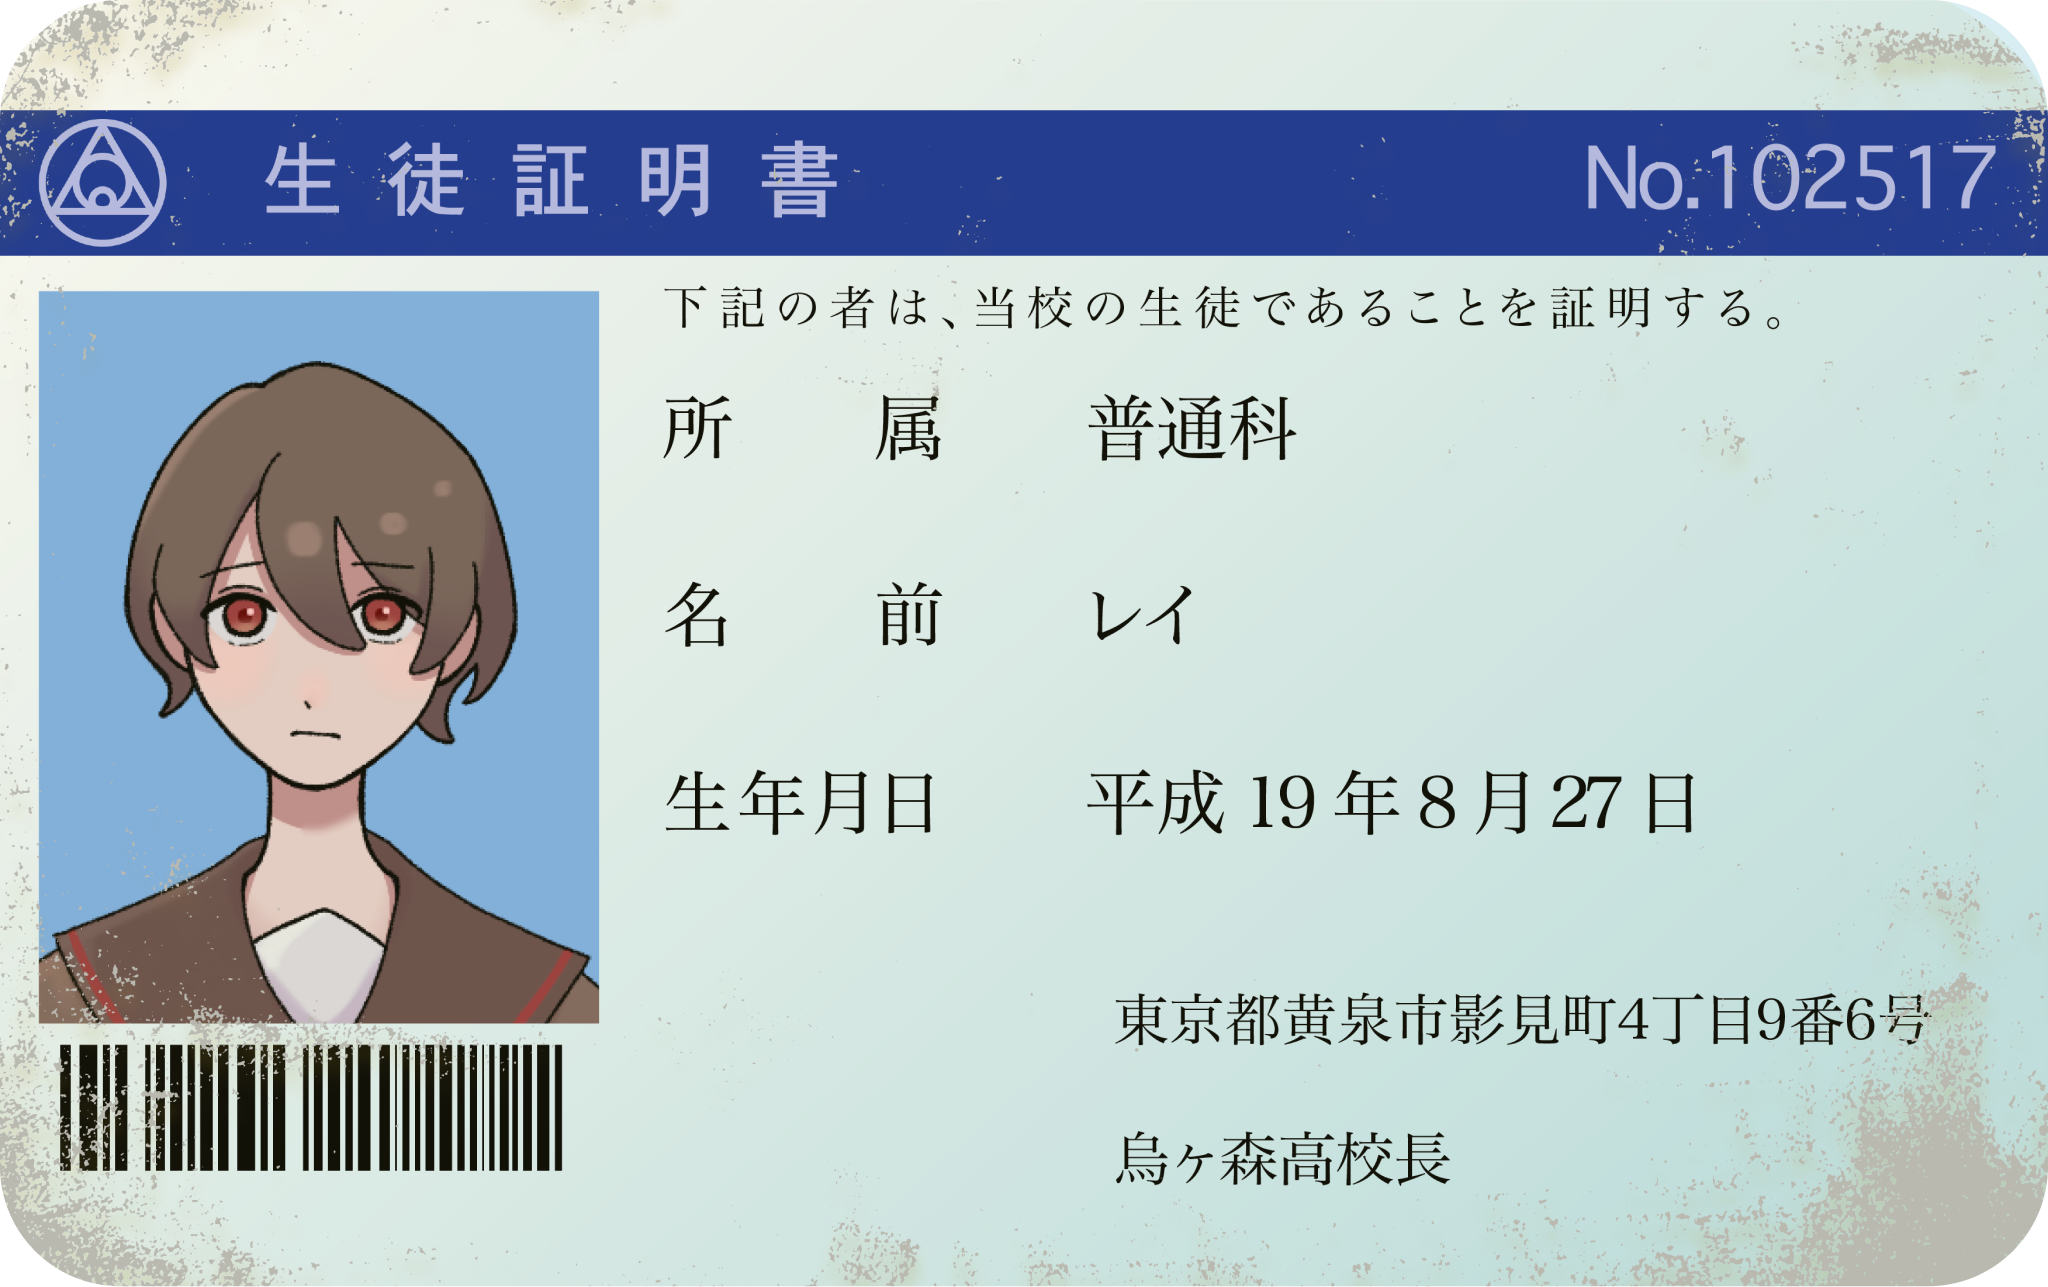 生徒証明書 No.102517
下記の者は、当校の生徒であることを証明する。
所属 普通科
名前 レイ
生年月日 平成19年8月27日
東京都黄泉市影見町4丁目9番6号
烏ヶ森高校長